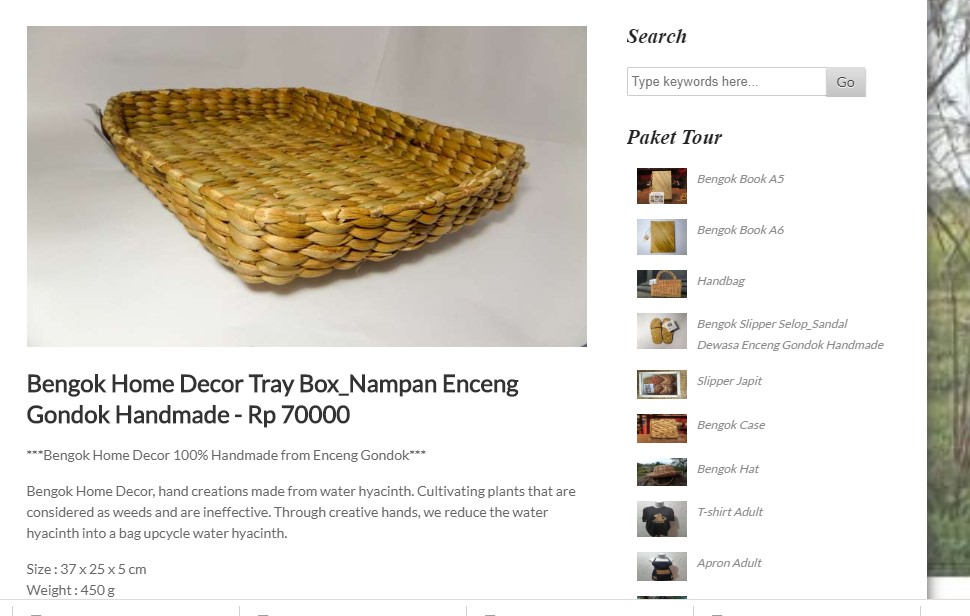 Search
Type keywords here...
Go
Paket Tour
Bengok Book A5
Bengok Book A6
Handbag
Bengok Slipper Selop_Sandal
Dewasa Enceng Gondok Handmade
Slipper Japit
Bengok Case
Bengok Hat
T-shirt Adult
Apron Adult
Bengok Home Decor Tray Box_Nampan Enceng
Gondok Handmade - Rp 70000
***Bengok Home Decor 100% Handmade from Enceng Gondok***
Bengok Home Decor, hand creations made from water hyacinth. Cultivating plants that are
considered as weeds and are ineffective. Through creative hands, we reduce the water
hyacinth into a bag upcycle water hyacinth.
Size : 37 x 25 x 5 cm
Weight : 450 g